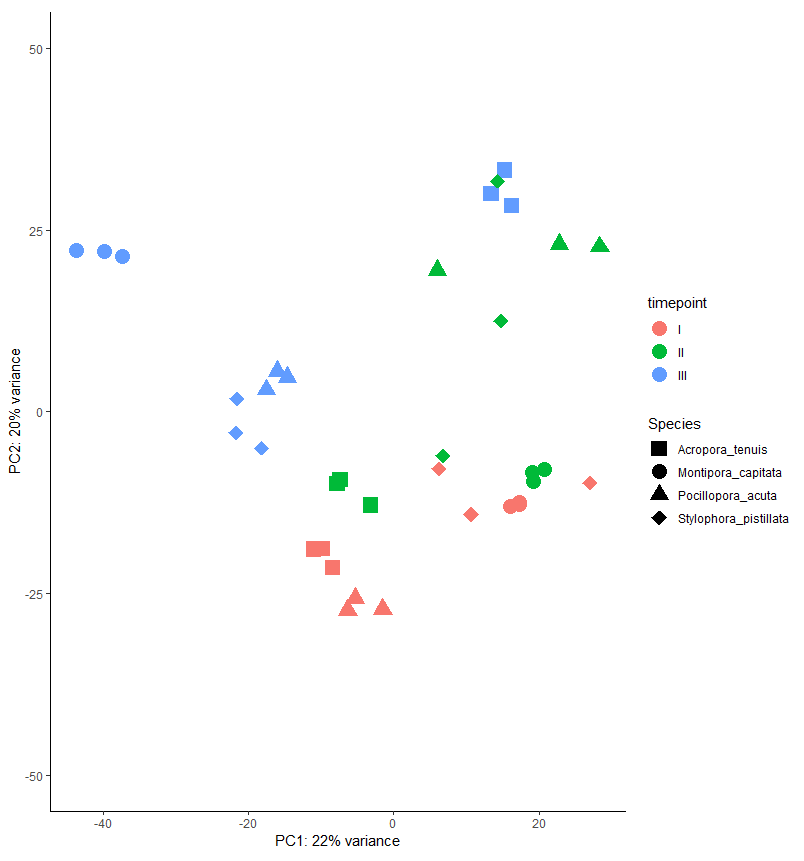 50
25
0
-25
-50
PC2: 20% variance
-40
-20
0
20
PC1: 22% variance
timepoint
I
II
III
Species
Acropora_tenuis
Montipora_capitata
Pocillopora_acuta
Stylophora_pistillata